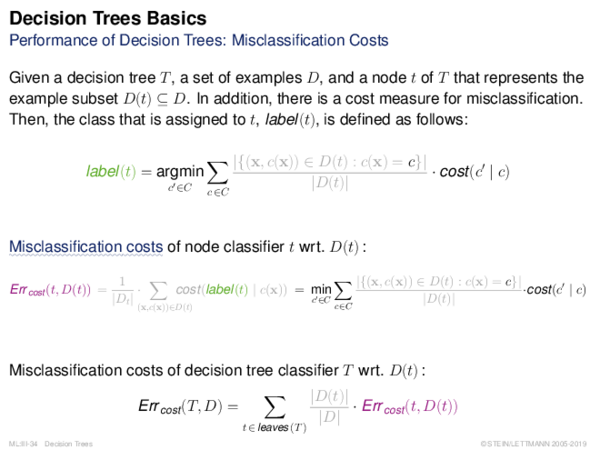 Decision Trees Basics
Performance of Decision Trees: Misclassification Costs
Given a decision tree T, a set of examples D, and a node t of T that represents the
example subset D(t) ⊆ D. In addition, there is a cost measure for misclassification.
Then, the class that is assigned to t, label(t), is defined as follows:
label(t) = argmin_{c′∈C} ∑_{c∈C} |{(x, c(x)) ∈ D(t) : c(x) = c}| / |D(t)| · cost(c′ | c)
Misclassification costs of node classifier t wrt. D(t) :
Err_cost(t, D(t)) = 1/|D_t| · ∑_{(x,c(x))∈D(t)} cost(label(t) | c(x)) = min_{c′∈C} ∑_{c∈C} |{(x, c(x)) ∈ D(t) : c(x) = c}| / |D(t)| · cost(c′ | c)
Misclassification costs of decision tree classifier T wrt. D(t) :
Err_cost(T, D) = ∑_{t ∈ leaves(T)} |D(t)| / |D| · Err_cost(t, D(t))
ML:III-34 Decision Trees © STEIN/LETTMANN 2005-2019